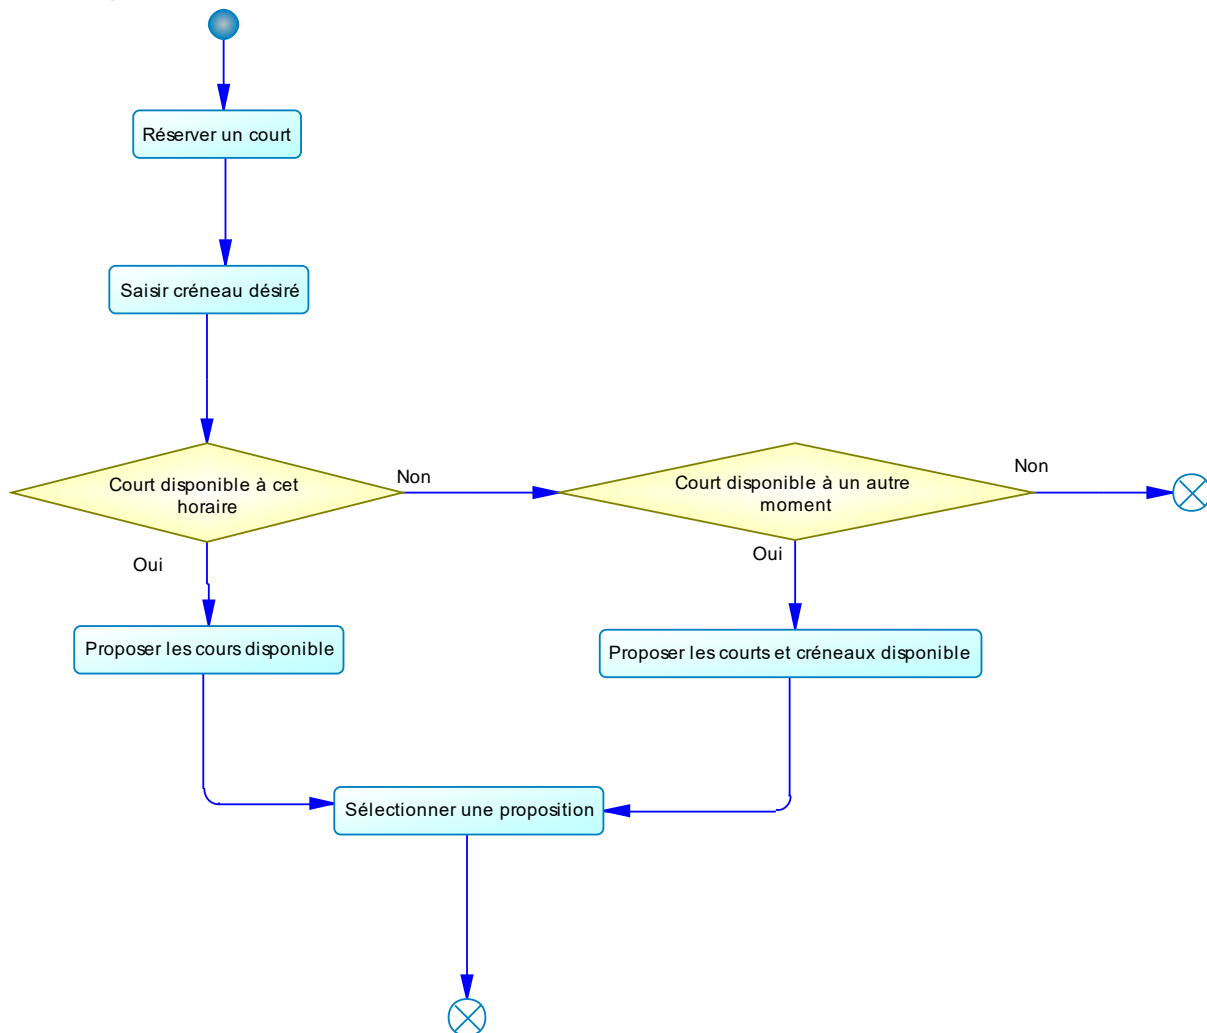 Réserver un court
Saisir créneau désiré
Court disponible à cet
horaire
Non
Court disponible à un autre
moment
Non
Oui
Oui
Proposer les cours disponible
Proposer les courts et créneaux disponible
Sélectionner une proposition